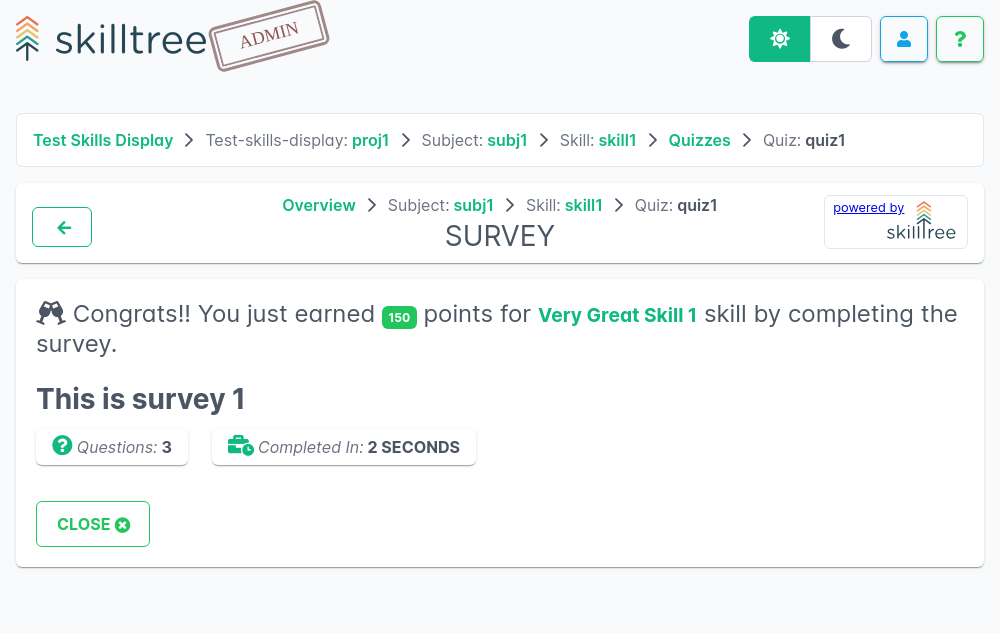 skilltree ADMIN ?
Test Skills Display > Test-skills-display: proj1 > Subject: subj1 > Skill: skill1 > Quizzes > Quiz: quiz1
Overview > Subject: subj1 > Skill: skill1 > Quiz: quiz1
SURVEY
powered by
skilltree
Congrats!! You just earned 150 points for Very Great Skill 1 skill by completing the
survey.
This is survey 1
? Questions: 3 Completed In: 2 SECONDS
CLOSE